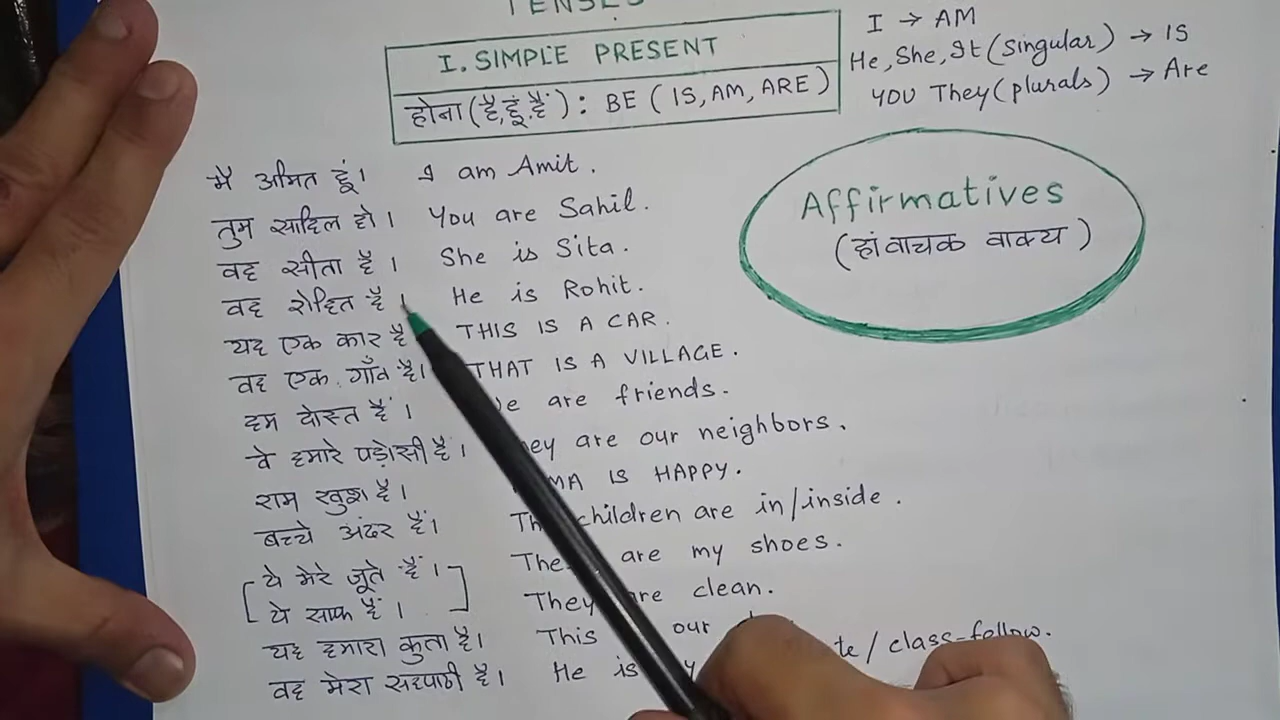 TENSES
I. SIMPLE PRESENT
होना (है, हूं, हैं) : BE ( IS, AM, ARE )
I → AM
He, She, It (singular) → IS
YOU They (plurals) → Are
Affirmatives
(हांवाचक वाक्य)
मैं अमित हूं। I am Amit.
तुम साहिल हो। You are Sahil.
वह सीता है। She is Sita.
वह रोहित है। He is Rohit.
यह एक कार है THIS IS A CAR.
वह एक गाँव है। THAT IS A VILLAGE.
हम दोस्त हैं। are friends.
वे हमारे पड़ोसी हैं। are our neighbors.
राम खुश है। IS HAPPY.
बच्चे अंदर हैं। children are in/inside.
ये मेरे जूते हैं। are my shoes.
ये साफ हैं। They are clean.
यह हमारा कुता है। This our
वह मेरा सहपाठी है। He is / class-fellow.